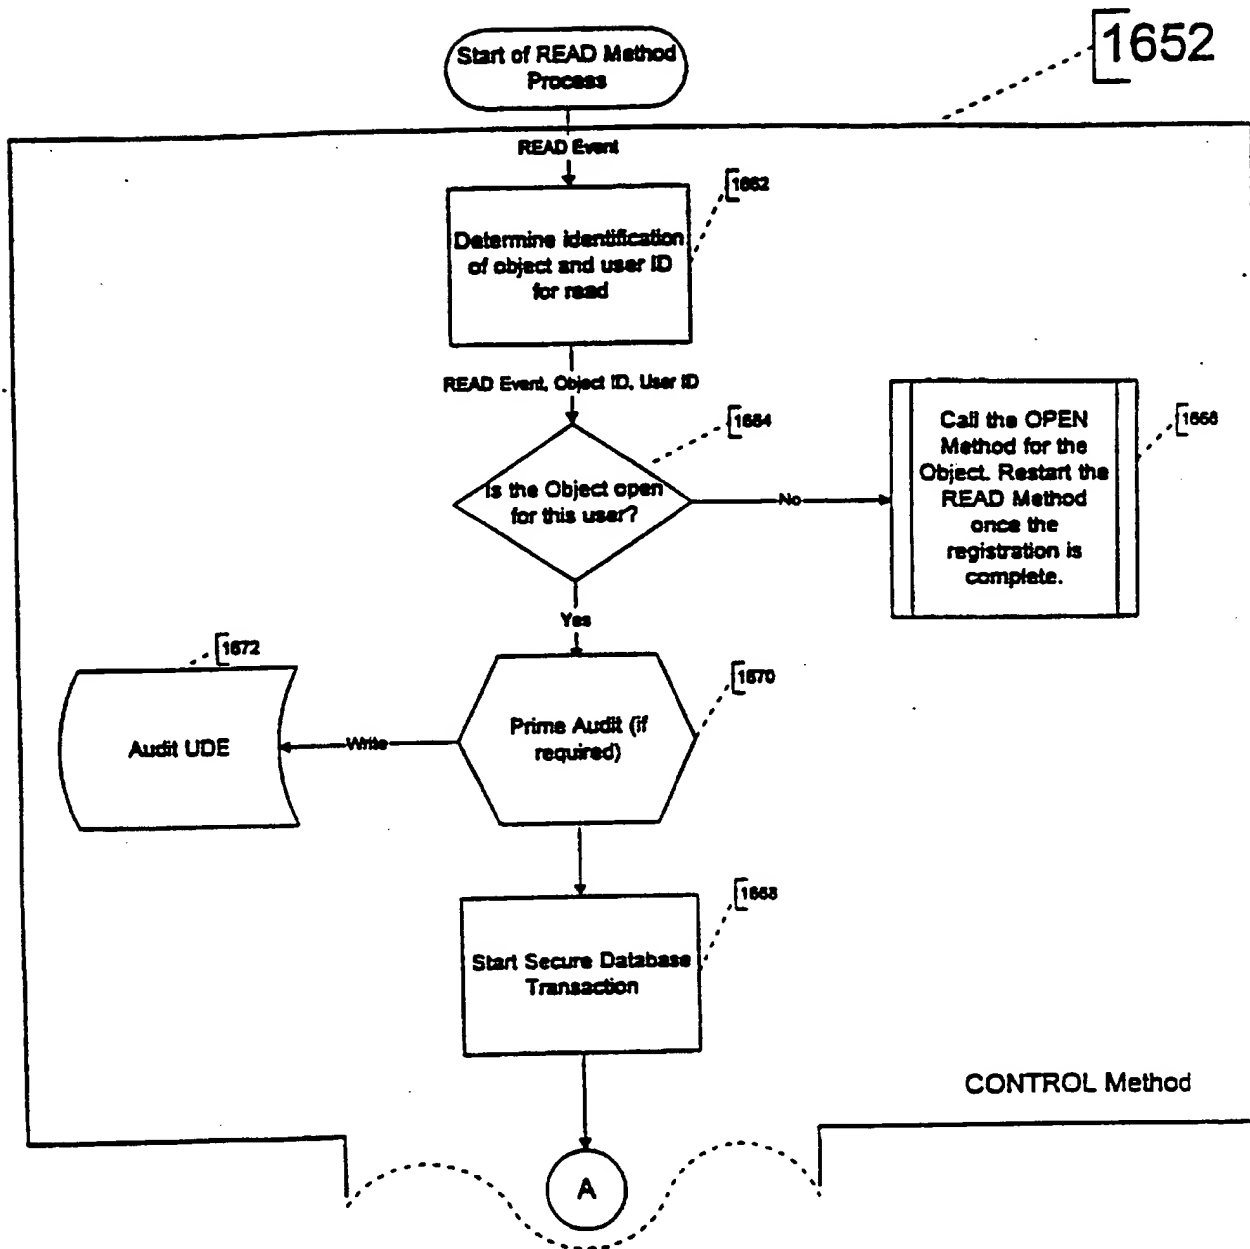 1652
Start of READ Method
Process
READ Event
1662
Determine identification
of object and user ID
for read
READ Event, Object ID, User ID
1664
Is the Object open
for this user?
No
Call the OPEN
Method for the
Object. Restart the
READ Method
once the
registration is
complete.
1666
Yes
1672
Audit UDE
Write
Prime Audit (if
required)
1670
1668
Start Secure Database
Transaction
CONTROL Method
A